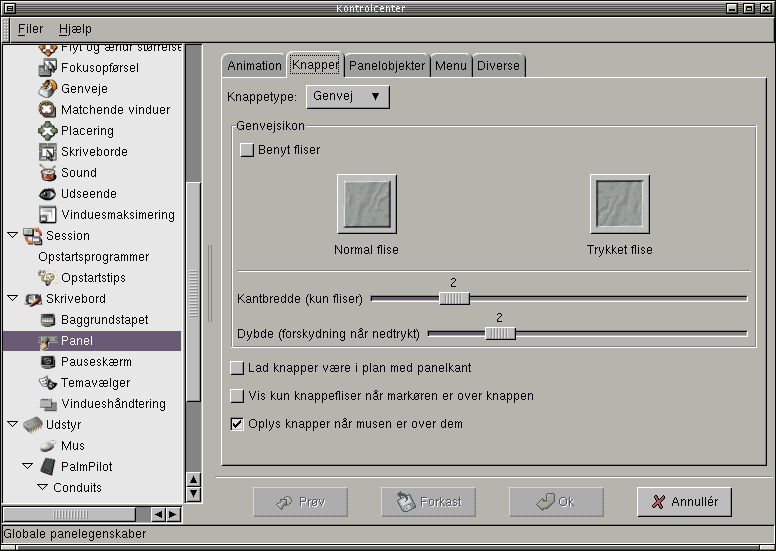 Kontrolcenter
Filer Hjælp
Flyt og ændr størrelse
Fokusopførsel
Genveje
Matchende vinduer
Placering
Skriveborde
Sound
Udseende
Vinduesmaksimering
Session
Opstartsprogrammer
Opstartstips
Skrivebord
Baggrundstapet
Panel
Pauseskærm
Temavælger
Vindueshåndtering
Udstyr
Mus
PalmPilot
Conduits
Animation Knapper Panelobjekter Menu Diverse
Knappetype: Genvej
Genvejsikon
Benyt fliser
Normal flise Trykket flise
2
Kantbredde (kun fliser)
2
Dybde (forskydning når nedtrykt)
Lad knapper være i plan med panelkant
Vis kun knappefliser når markøren er over knappen
Oplys knapper når musen er over dem
Prøv Forkast Ok Annullér
Globale panelegenskaber